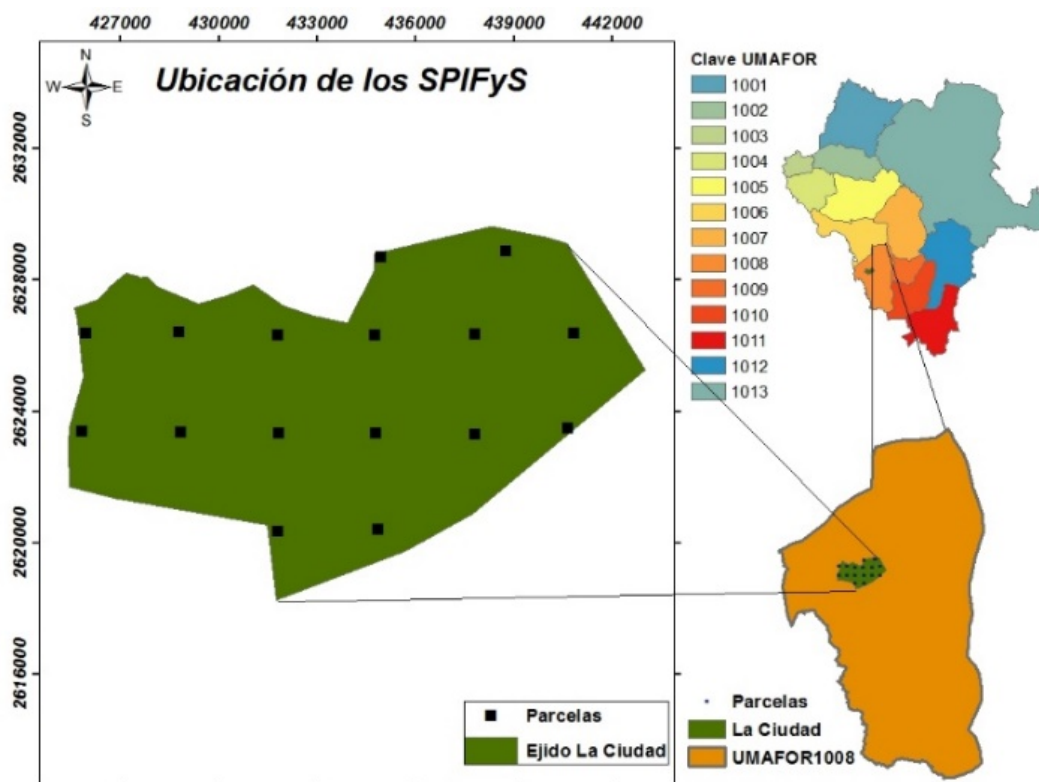 427000 430000 433000 436000 439000 442000
Ubicación de los SPIFyS
N
W E
S
2632000
2628000
2624000
2620000
2616000
Parcelas
Ejido La Ciudad
Clave UMAFOR
1001
1002
1003
1004
1005
1006
1007
1008
1009
1010
1011
1012
1013
Parcelas
La Ciudad
UMAFOR1008